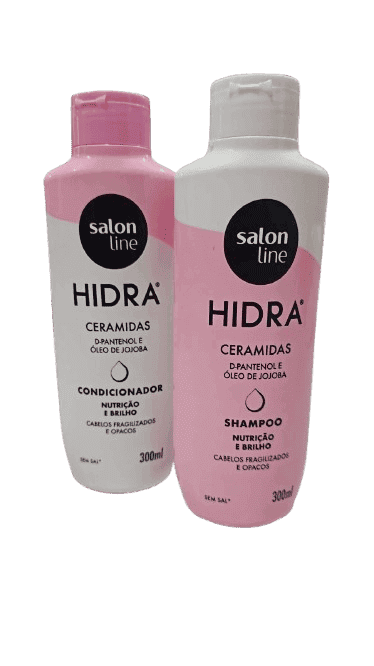 salon
line
HIDRA®
CERAMIDAS
D-PANTENOL E
ÓLEO DE JOJOBA
CONDICIONADOR
NUTRIÇÃO
E BRILHO
CABELOS FRAGILIZADOS
E OPACOS
SEM SAL*
300ml
salon
line
HIDRA®
CERAMIDAS
D-PANTENOL E
ÓLEO DE JOJOBA
SHAMPOO
NUTRIÇÃO
E BRILHO
CABELOS FRAGILIZADOS
E OPACOS
SEM SAL*
300ml